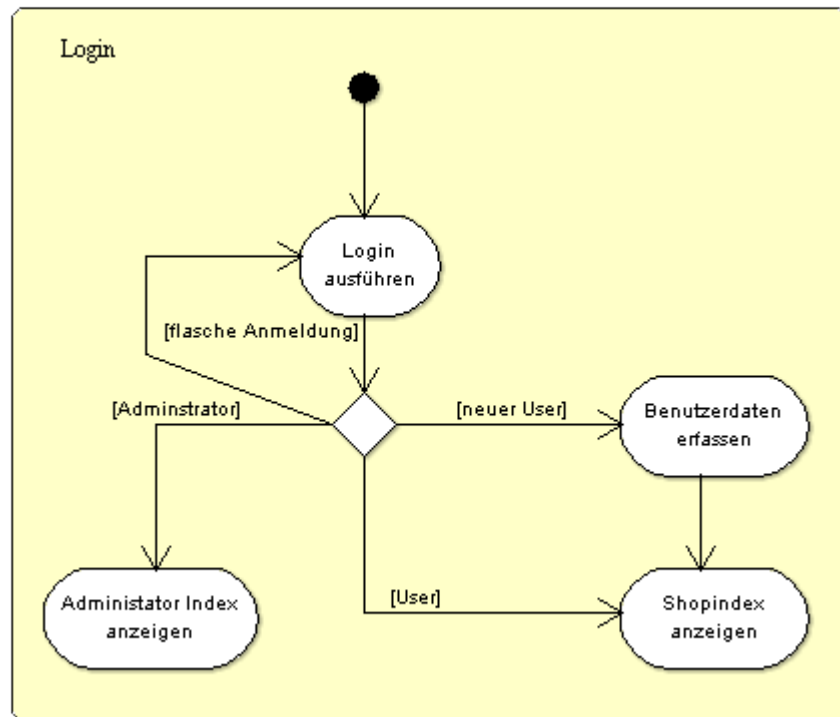 Login
Login
ausführen
[flasche Anmeldung]
[Adminstrator]
[neuer User]
Benutzerdaten
erfassen
Administator Index
anzeigen
[User]
Shopindex
anzeigen